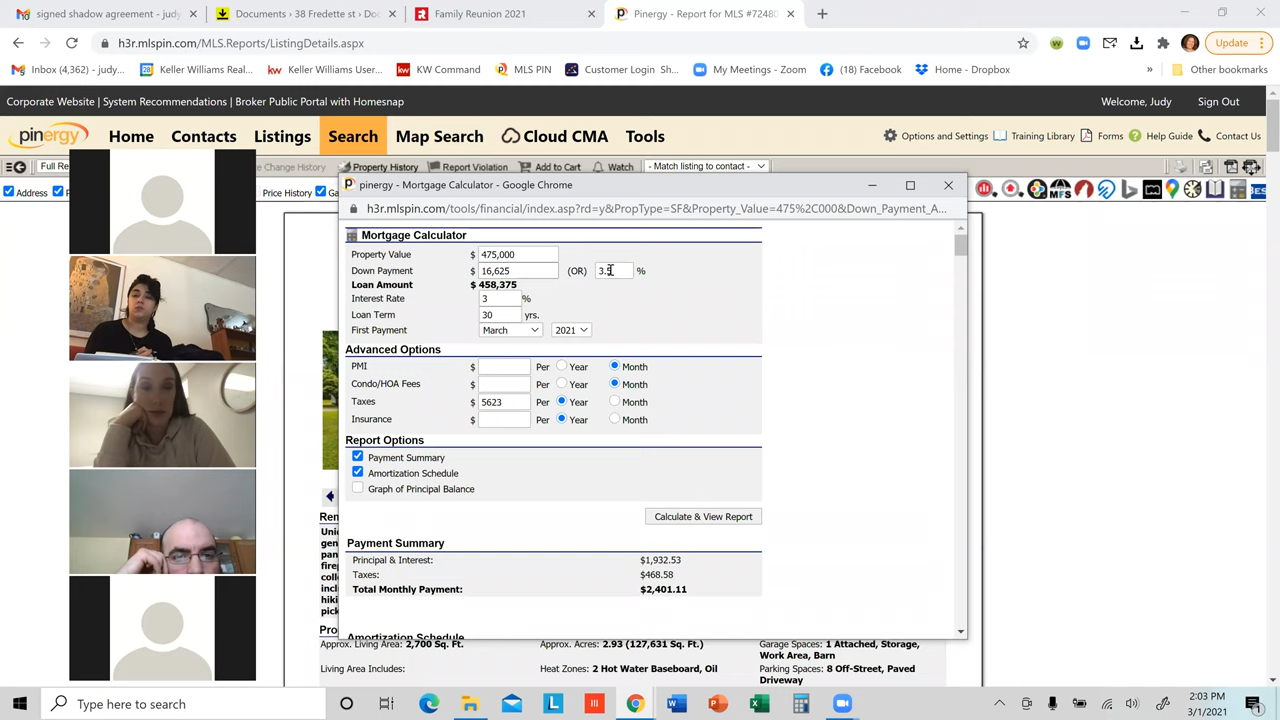 signed shadow agreement - judy
Documents › 38 Fredette st › Do
Family Reunion 2021
Pinergy - Report for MLS #72480
h3r.mlspin.com/MLS.Reports/ListingDetails.aspx
Update
Inbox (4,362) - judy...
Keller Williams Real...
Keller Williams User...
KW Command
MLS PIN
Customer Login Sh...
My Meetings - Zoom
(18) Facebook
Home - Dropbox
»
Other bookmarks
Corporate Website | System Recommendations | Broker Public Portal with Homesnap
Welcome, Judy
Sign Out
pinergy
Home
Contacts
Listings
Search
Map Search
Cloud CMA
Tools
Options and Settings
Training Library
Forms
Help Guide
Contact Us
Full Re
Change History
Property History
Report Violation
Add to Cart
Watch
- Match listing to contact -
Address
Price History
pinergy - Mortgage Calculator - Google Chrome
h3r.mlspin.com/tools/financial/index.asp?rd=y&PropType=SF&Property_Value=475%2C000&Down_Payment_A...
Mortgage Calculator
Property Value $ 475,000
Down Payment $ 16,625 (OR) 3.5 %
Loan Amount $ 458,375
Interest Rate 3 %
Loan Term 30 yrs.
First Payment March 2021
Advanced Options
PMI $ Per Year Month
Condo/HOA Fees $ Per Year Month
Taxes $ 5623 Per Year Month
Insurance $ Per Year Month
Report Options
Payment Summary
Amortization Schedule
Graph of Principal Balance
Calculate & View Report
Payment Summary
Principal & Interest: $1,932.53
Taxes: $468.58
Total Monthly Payment: $2,401.11
Amortization Schedule
Approx. Living Area: 2,700 Sq. Ft.
Approx. Acres: 2.93 (127,631 Sq. Ft.)
Garage Spaces: 1 Attached, Storage,
Work Area, Barn
Living Area Includes:
Heat Zones: 2 Hot Water Baseboard, Oil
Parking Spaces: 8 Off-Street, Paved
Driveway
Type here to search
2:03 PM
3/1/2021